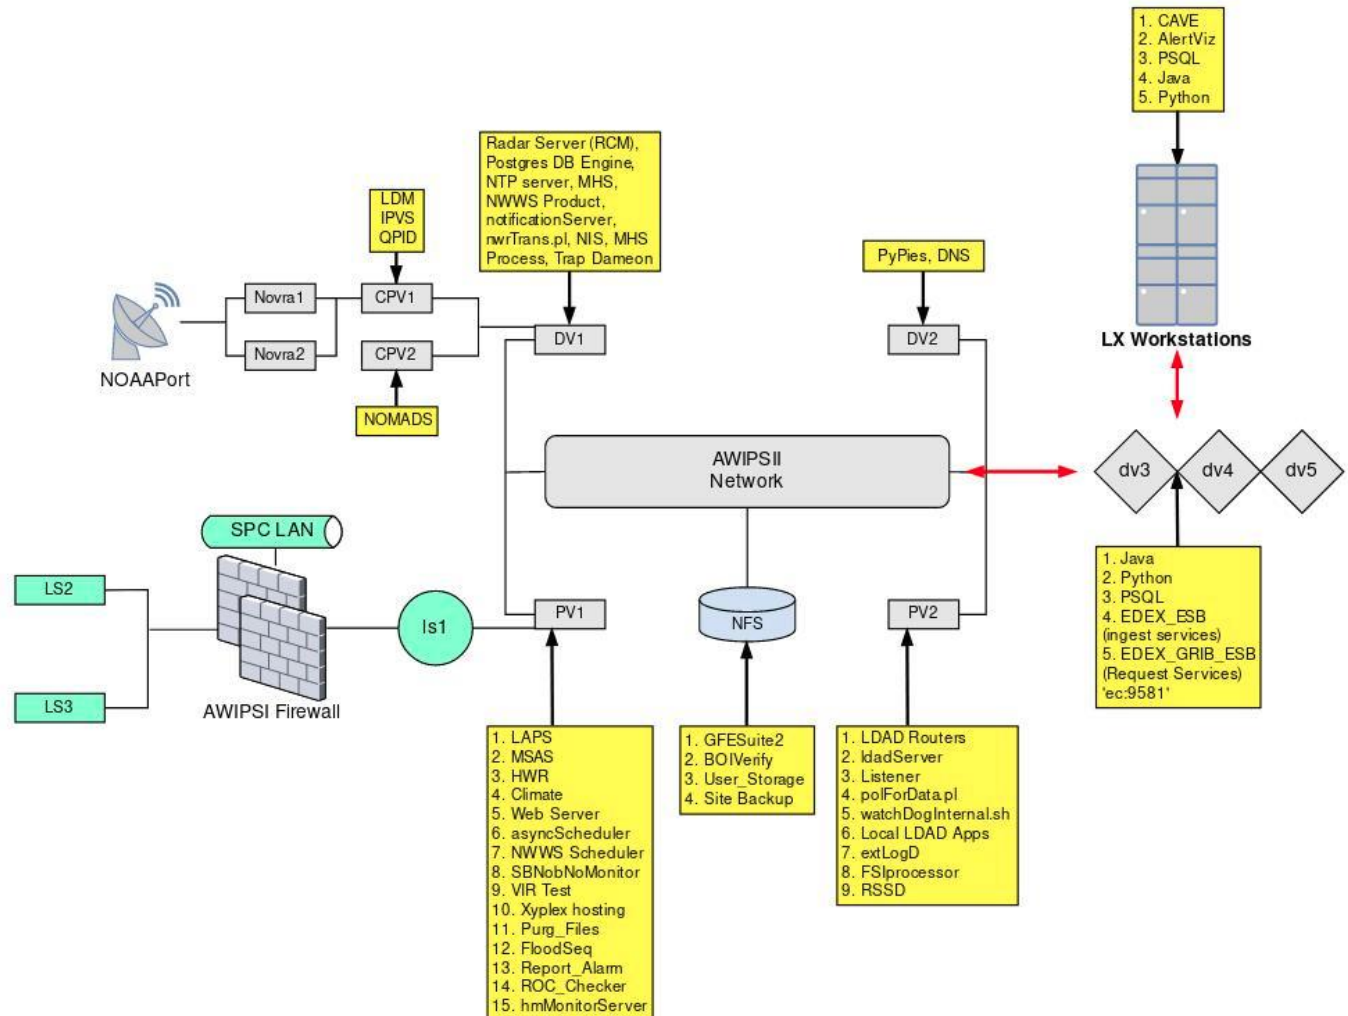 1. CAVE
2. AlertViz
3. PSQL
4. Java
5. Python
Radar Server (RCM),
Postgres DB Engine,
NTP server, MHS,
NWWS Product,
notificationServer,
nwrTrans.pl, NIS, MHS
Process, Trap Dameon
LDM
IPVS
QPID
PyPies, DNS
Novra1
CPV1
NOAAPort
Novra2
CPV2
DV1
DV2
LX Workstations
NOMADS
AWIPSII
Network
dv3
dv4
dv5
SPC LAN
LS2
LS3
AWIPSI Firewall
ls1
PV1
NFS
PV2
1. Java
2. Python
3. PSQL
4. EDEX_ESB
(ingest services)
5. EDEX_GRIB_ESB
(Request Services)
'ec:9581'
1. LAPS
2. MSAS
3. HWR
4. Climate
5. Web Server
6. asyncScheduler
7. NWWS Scheduler
8. SBNobNoMonitor
9. VIR Test
10. Xyplex hosting
11. Purg_Files
12. FloodSeq
13. Report_Alarm
14. ROC_Checker
15. hmMonitorServer
1. GFESuite2
2. BOIVerify
3. User_Storage
4. Site Backup
1. LDAD Routers
2. ldadServer
3. Listener
4. polForData.pl
5. watchDogInternal.sh
6. Local LDAD Apps
7. extLogD
8. FSIprocessor
9. RSSD